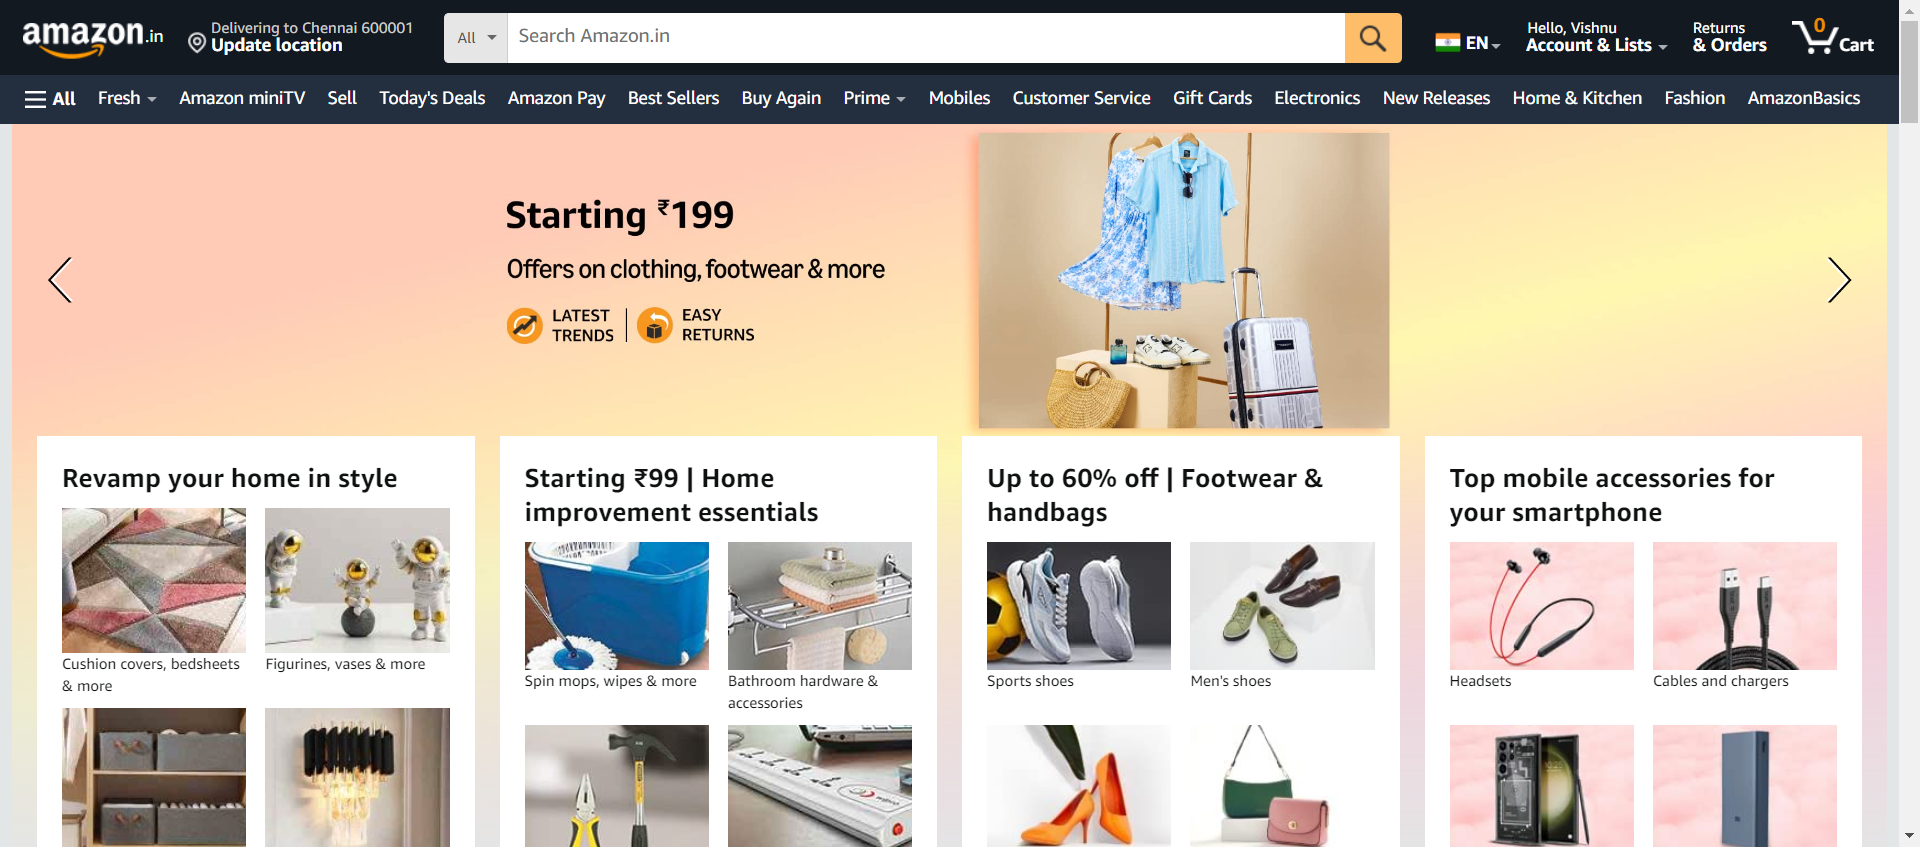 amazon.in
Delivering to Chennai 600001
Update location
All
Search Amazon.in
EN
Hello, Vishnu
Account & Lists
Returns
& Orders
0
Cart
All
Fresh
Amazon miniTV
Sell
Today's Deals
Amazon Pay
Best Sellers
Buy Again
Prime
Mobiles
Customer Service
Gift Cards
Electronics
New Releases
Home & Kitchen
Fashion
AmazonBasics
Starting ₹199
Offers on clothing, footwear & more
LATEST
TRENDS
EASY
RETURNS
Revamp your home in style
Cushion covers, bedsheets
& more
Figurines, vases & more
Starting ₹99 | Home
improvement essentials
Spin mops, wipes & more
Bathroom hardware &
accessories
Up to 60% off | Footwear &
handbags
Sports shoes
Men's shoes
Top mobile accessories for
your smartphone
Headsets
Cables and chargers